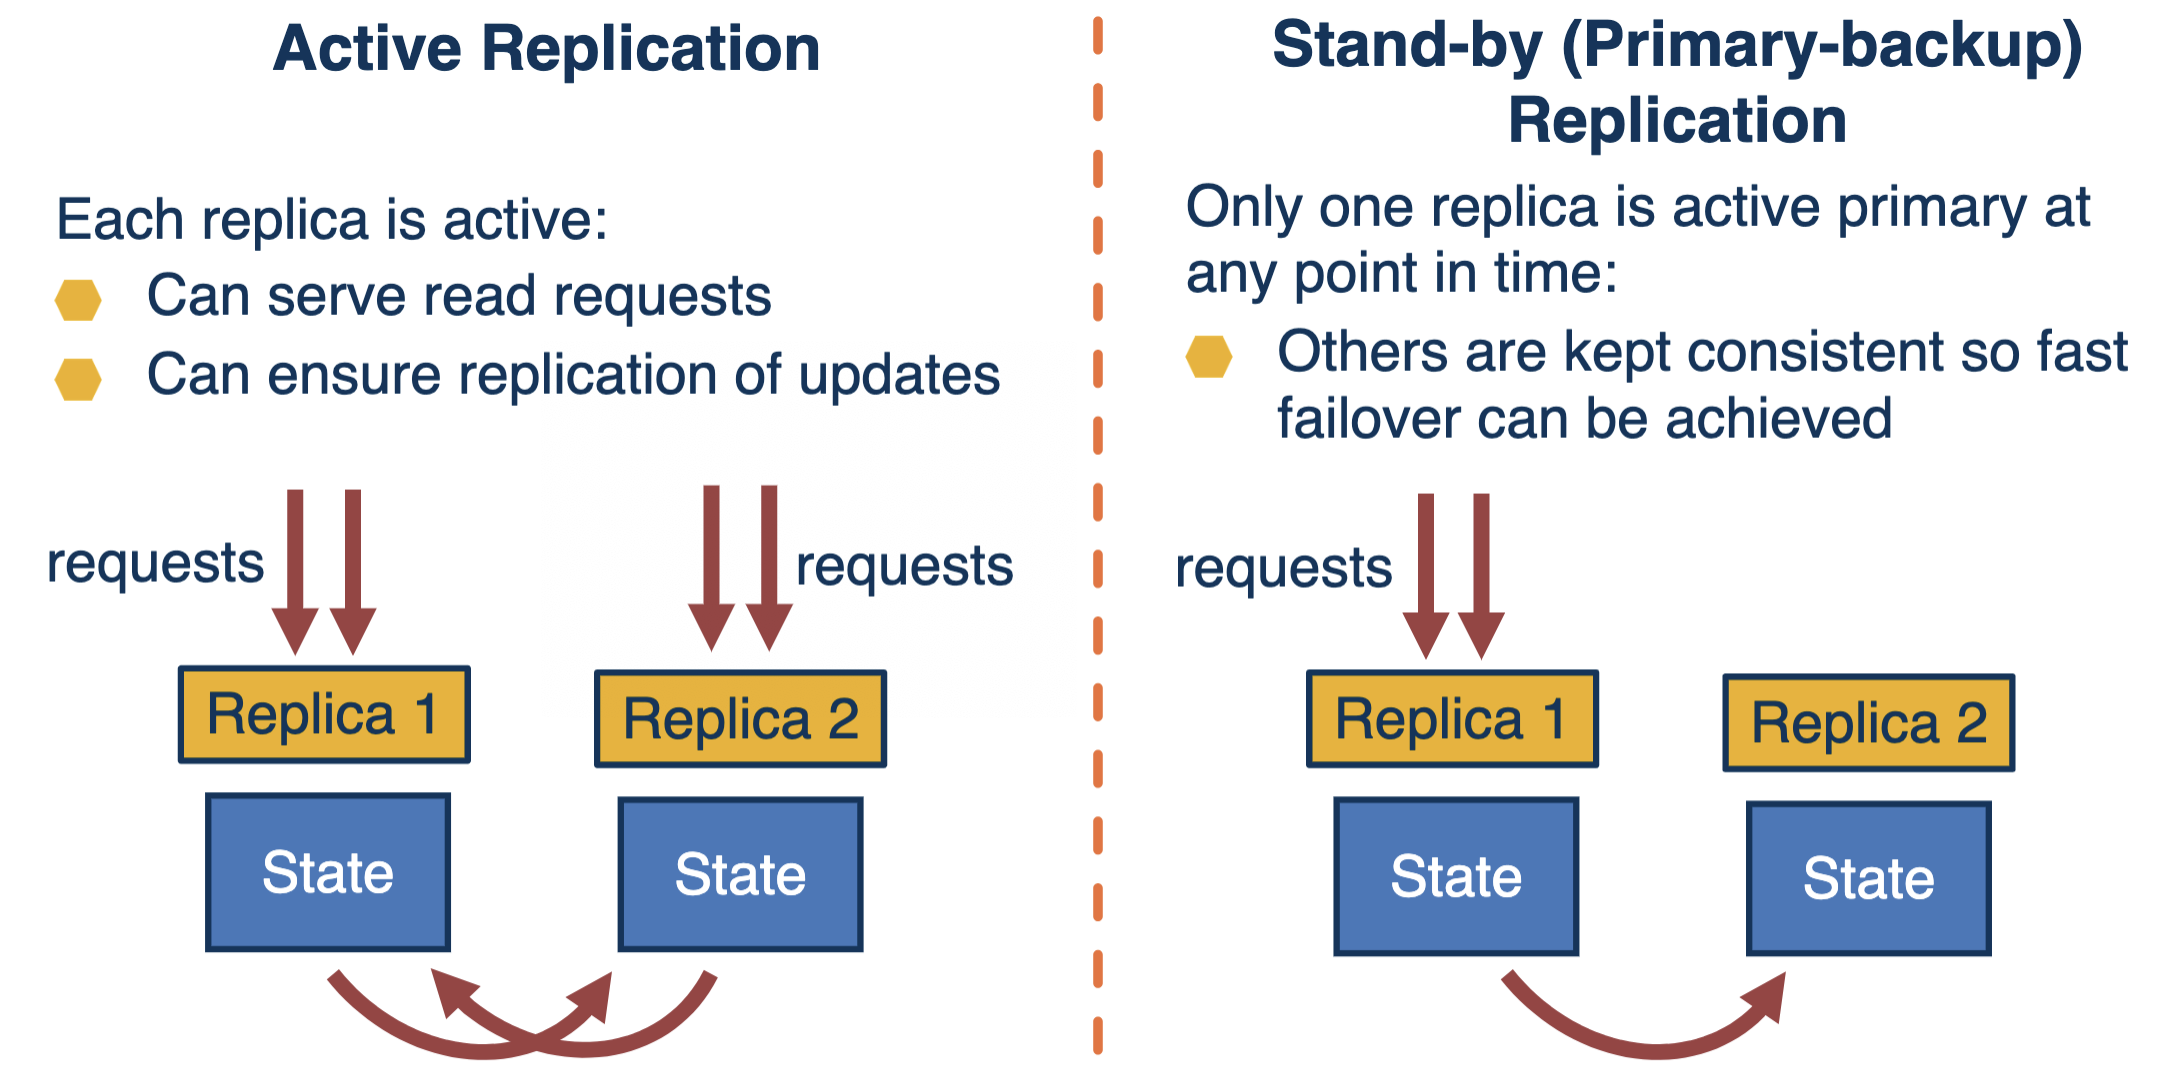 Active Replication
Each replica is active:
Can serve read requests
Can ensure replication of updates
requests
requests
Replica 1
Replica 2
State
State
Stand-by (Primary-backup)
Replication
Only one replica is active primary at
any point in time:
Others are kept consistent so fast
failover can be achieved
requests
Replica 1
Replica 2
State
State